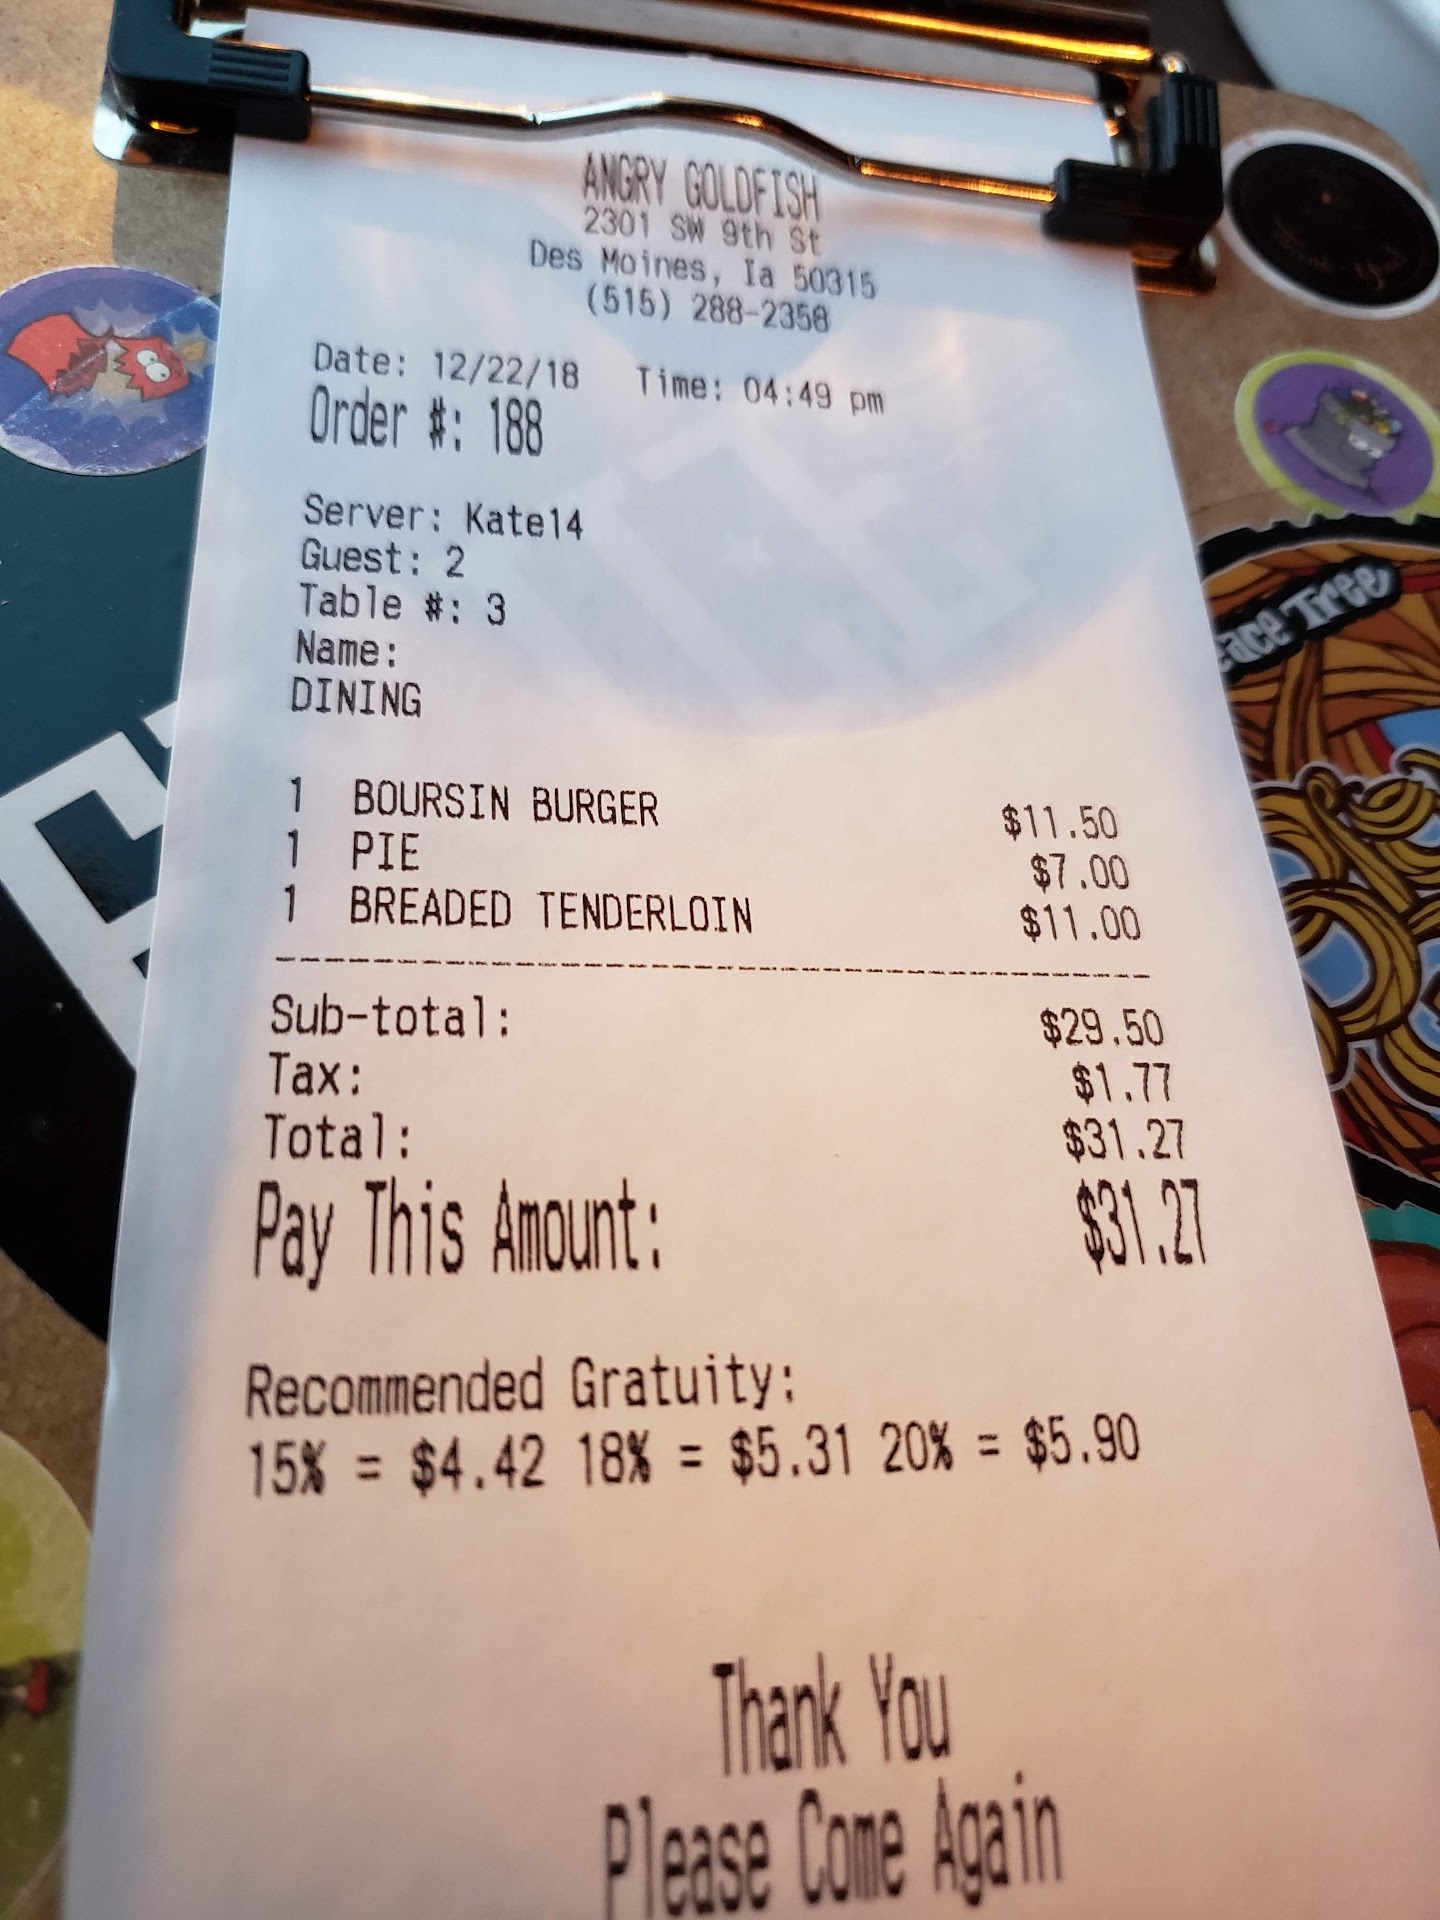 ANGRY GOLDFISH
2301 SW 9th St
Des Moines, Ia 50315
(515) 288-2358
Date: 12/22/18 Time: 04:49 pm
Order #: 188
Server: Kate14
Guest: 2
Table #: 3
Name:
DINING
1 BOURSIN BURGER $11.50
1 PIE $7.00
1 BREADED TENDERLOIN $11.00
Sub-total: $29.50
Tax: $1.77
Total: $31.27
Pay This Amount: $31.27
Recommended Gratuity:
15% = $4.42 18% = $5.31 20% = $5.90
Thank You
Please Come Again
Thank You!
Tree